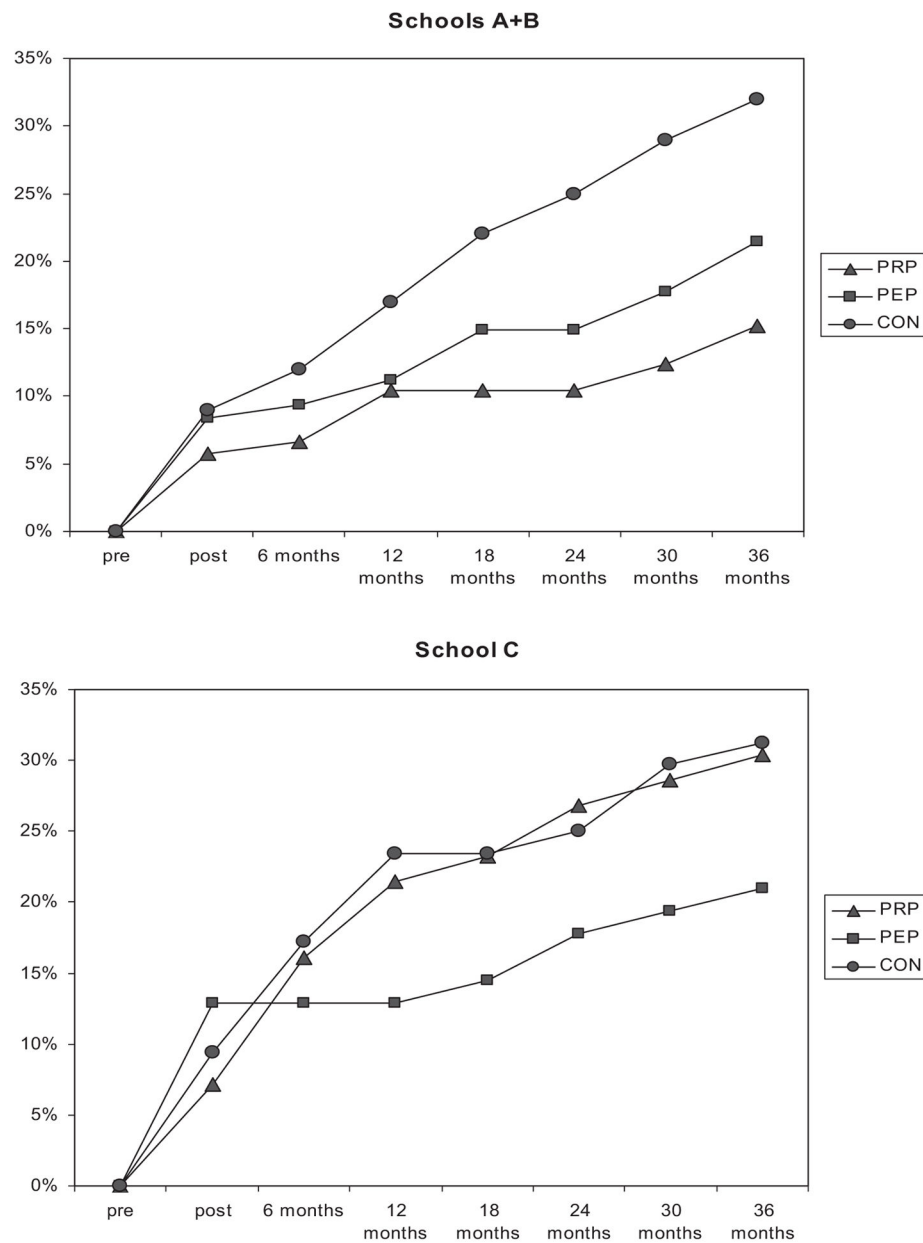 Schools A+B
35%
30%
25%
20%
15%
10%
5%
0%
pre
post
6 months
12 months
18 months
24 months
30 months
36 months
PRP
PEP
CON
School C
35%
30%
25%
20%
15%
10%
5%
0%
pre
post
6 months
12 months
18 months
24 months
30 months
36 months
PRP
PEP
CON